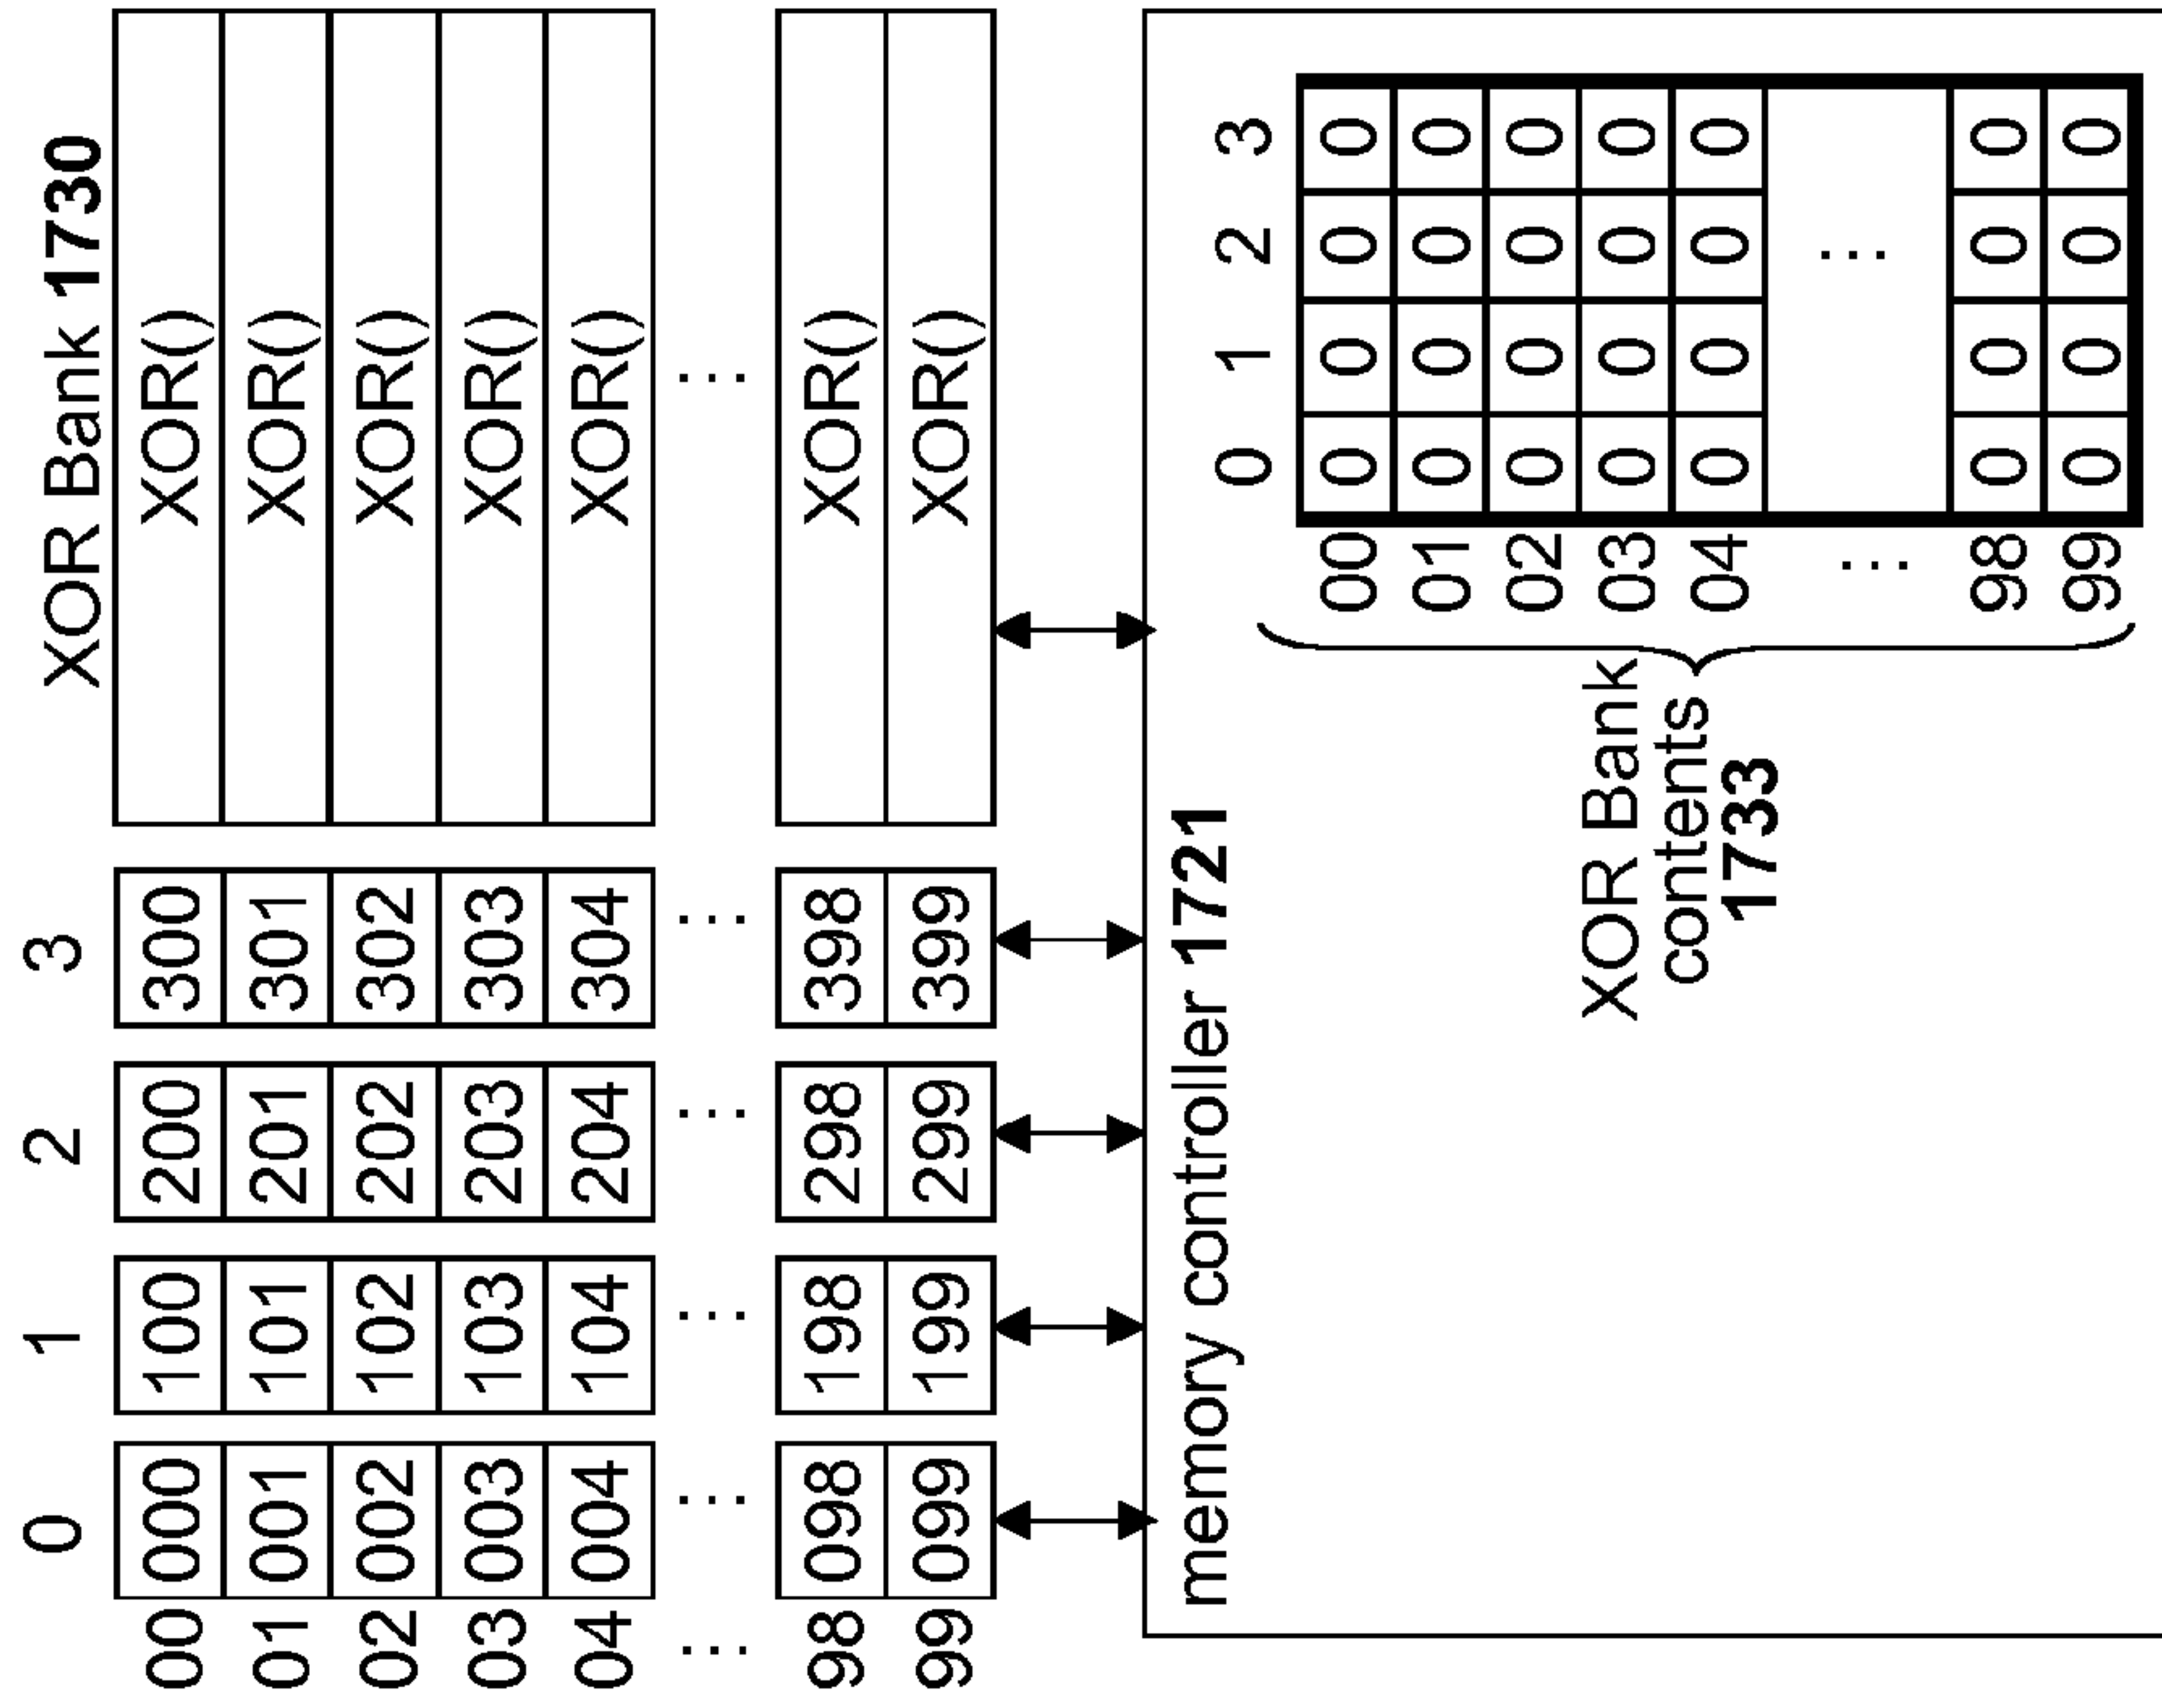 0 1 2 3 XOR Bank 1730
00 000 100 200 300 XOR()
01 001 101 201 301 XOR()
02 002 102 202 302 XOR()
03 003 103 203 303 XOR()
04 004 104 204 304 XOR()
... ... ... ... ... ...
98 098 198 298 398 XOR()
99 099 199 299 399 XOR()
memory controller 1721
0 1 2 3
00 0 0 0 0
01 0 0 0 0
02 0 0 0 0
03 0 0 0 0
04 0 0 0 0
... ...
98 0 0 0 0
99 0 0 0 0
XOR Bank
contents
1733